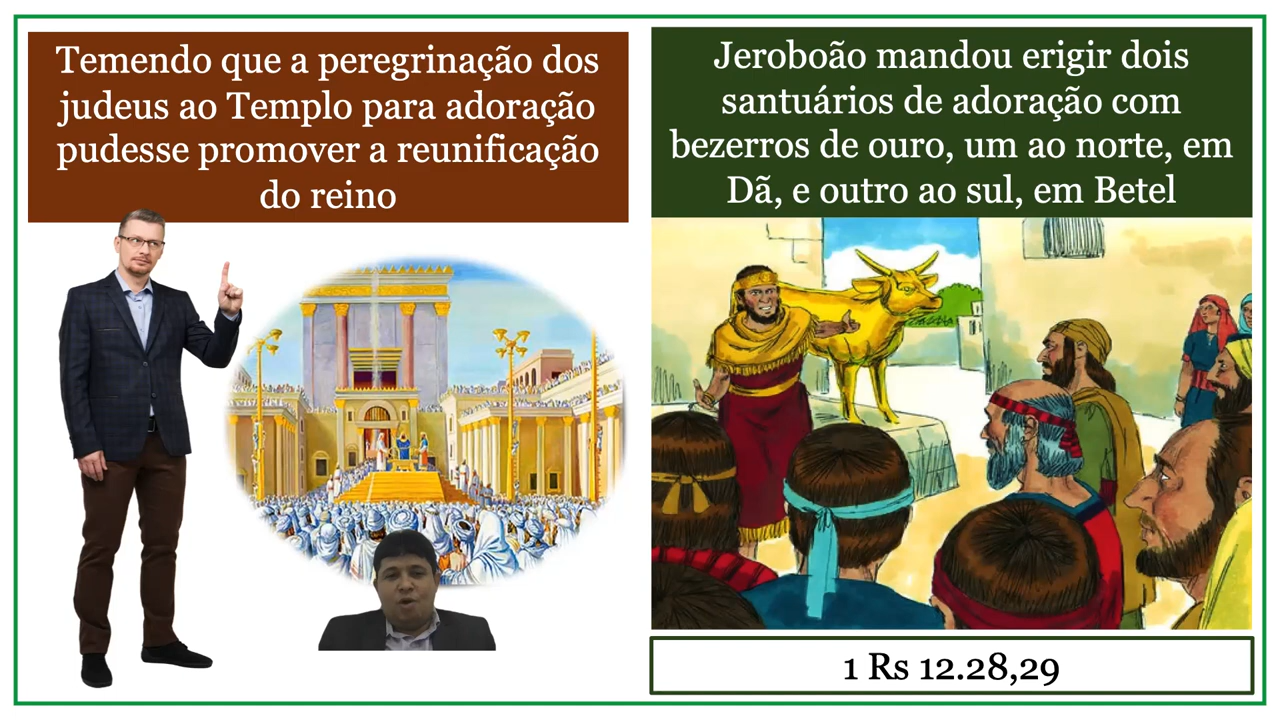 Temendo que a peregrinação dos
judeus ao Templo para adoração
pudesse promover a reunificação
do reino
Jeroboão mandou erigir dois
santuários de adoração com
bezerros de ouro, um ao norte, em
Dã, e outro ao sul, em Betel
1 Rs 12.28,29